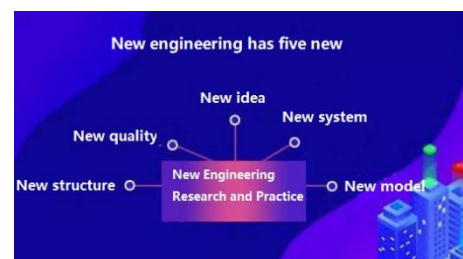 New engineering has five new
New idea
New system
New quality
New structure
New Engineering
Research and Practice
New model